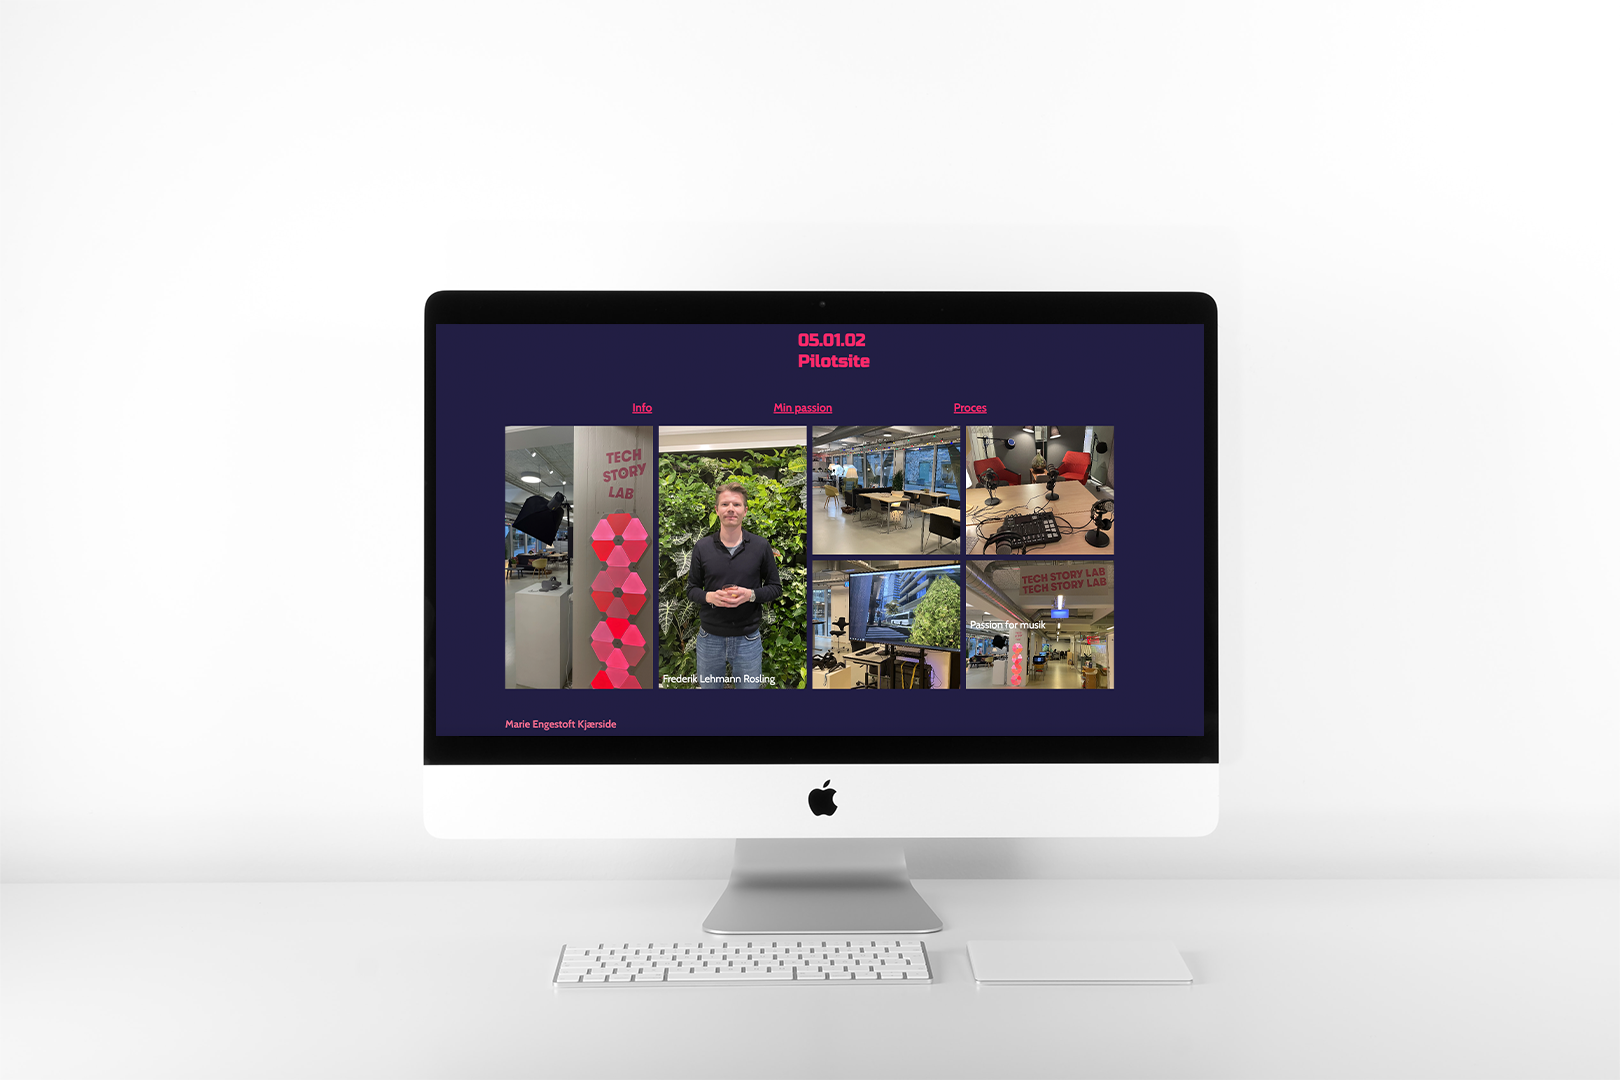 05.01.02
Pilotsite
Info
Min passion
Proces
TECH
STORY
LAB
Frederik Lehmann Rosling
TECH STORY LAB
TECH STORY LAB
Passion for musik
Marie Engestoft Kjærside